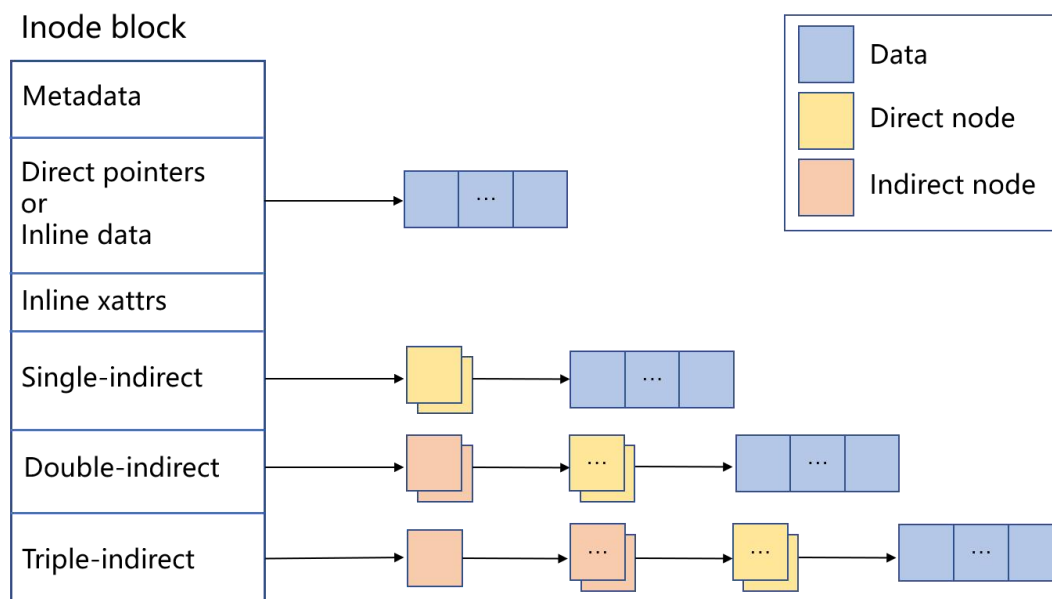 Inode block
Metadata
Direct pointers
or
Inline data
Inline xattrs
Single-indirect
Double-indirect
Triple-indirect
Data
Direct node
Indirect node
...
...
...
...
...
...
...